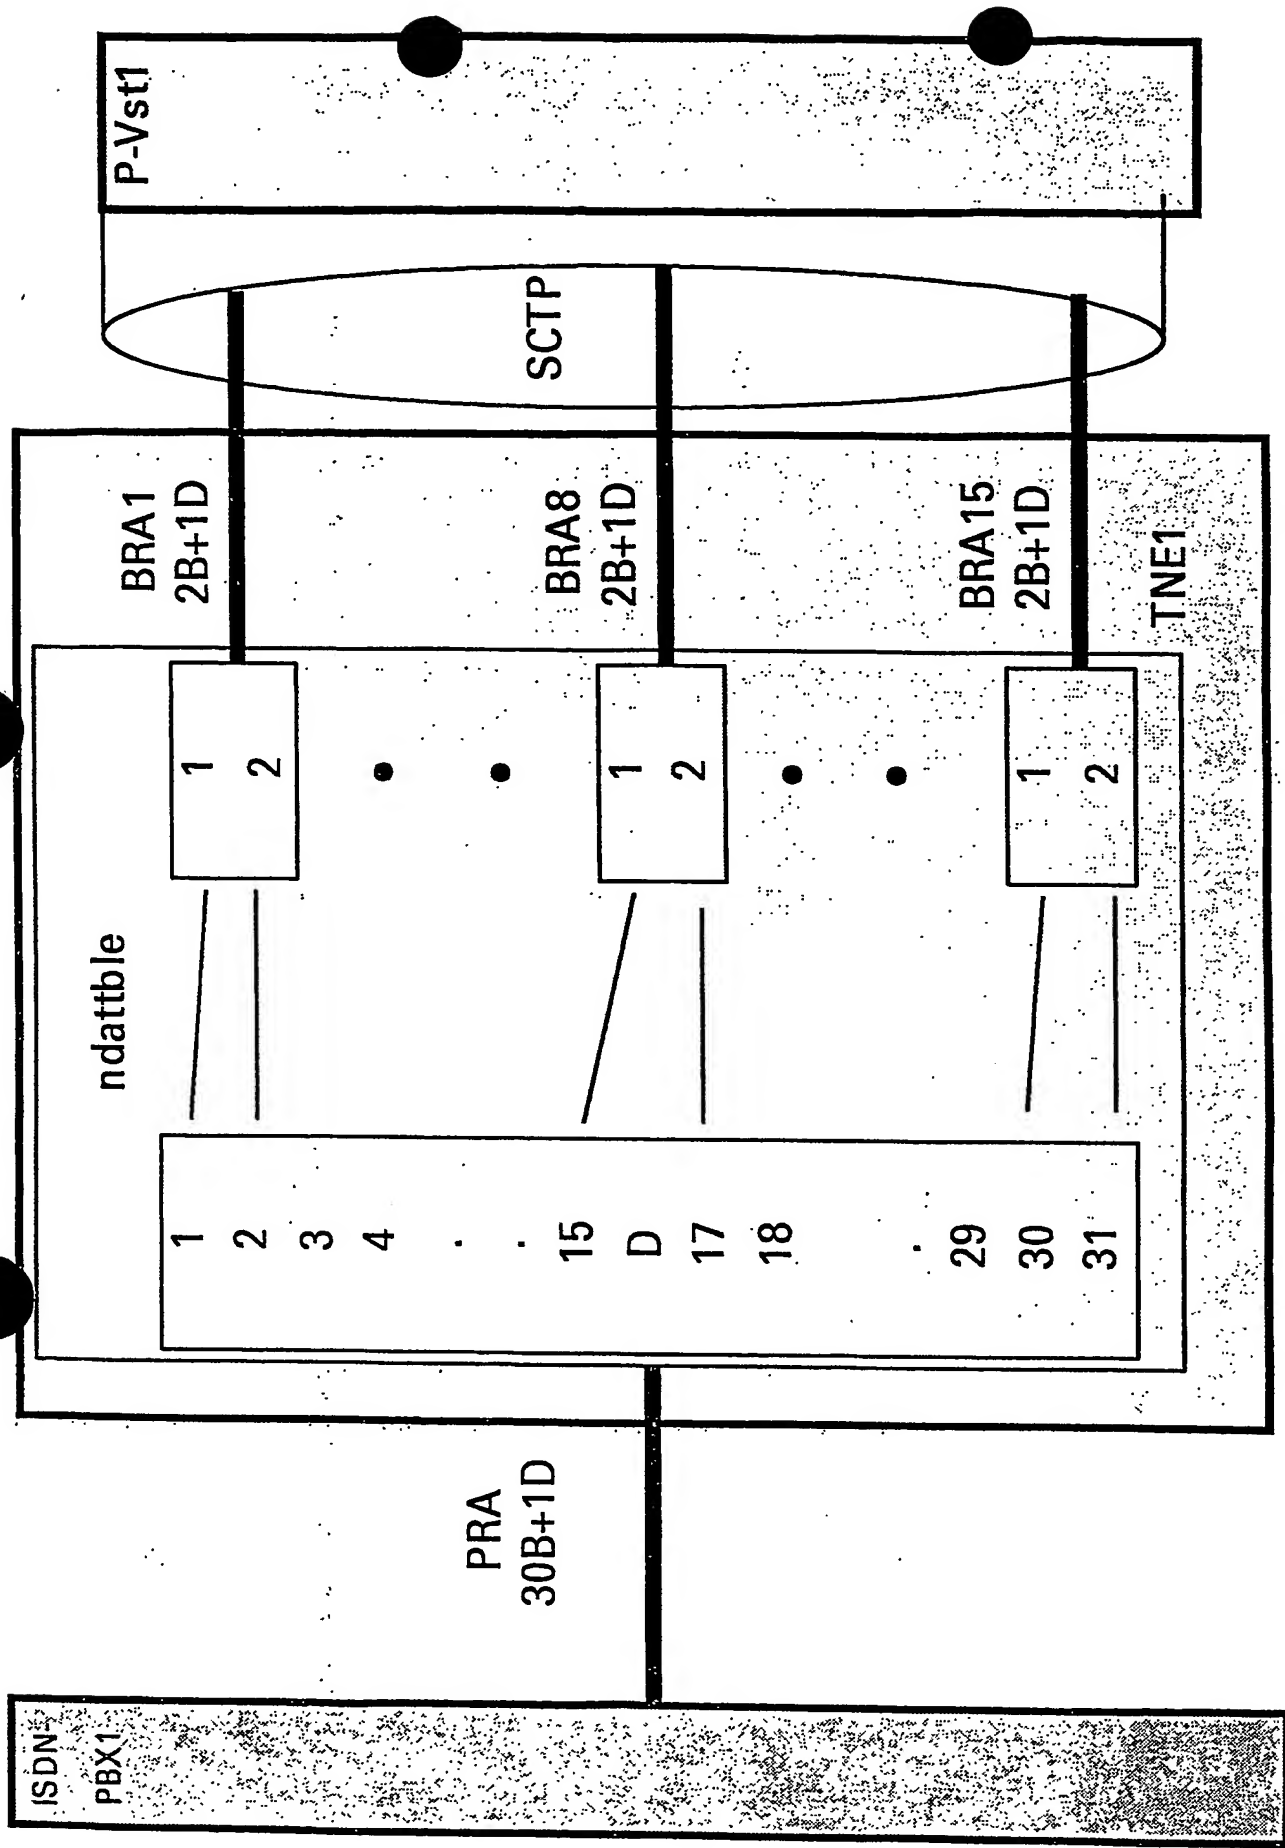 ISDN-
PBX1
PRA
30B+1D
1
2
3
4
.
.
15
D
17
18
.
29
30
31
ndattble
1
2
1
2
1
2
BRA1
2B+1D
BRA8
2B+1D
BRA15
2B+1D
TNE1
SCTP
P-Vst1